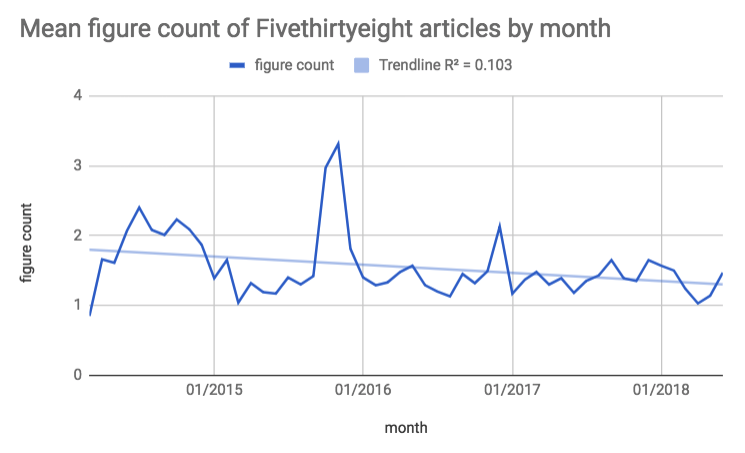 Mean figure count of Fivethirtyeight articles by month
figure count Trendline R² = 0.103
4
3
2
1
0
figure count
01/2015 01/2016 01/2017 01/2018
month